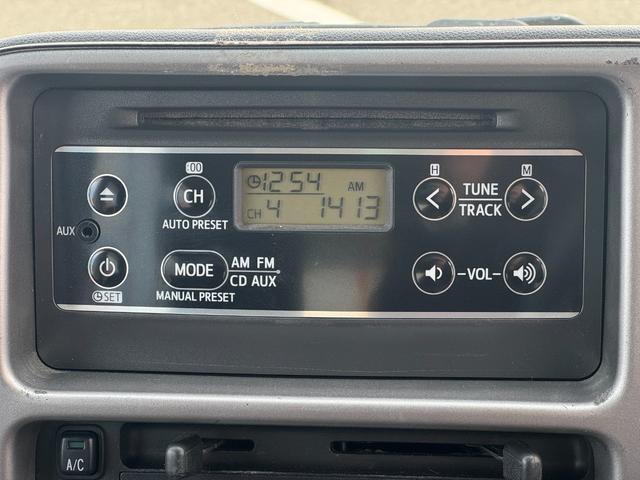 :00
H
M
CH
12:54
AM
CH 4 1413
TUNE
TRACK
AUTO PRESET
AUX
MODE
AM FM
CD AUX
-VOL-
SET
MANUAL PRESET
A/C